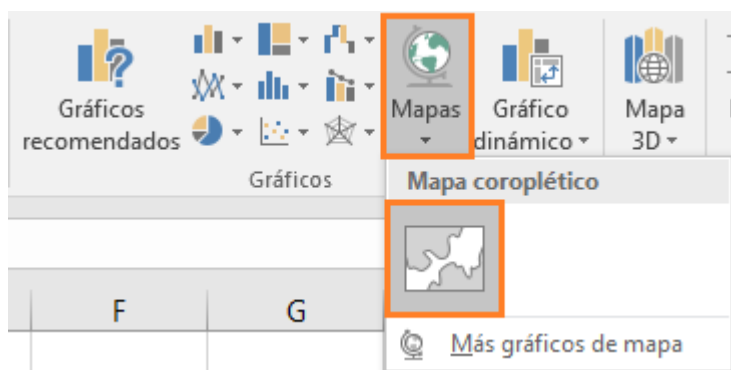 Gráficos
recomendados
Mapas
Gráfico
dinámico
Mapa
3D
Gráficos
Mapa coroplético
F
G
Más gráficos de mapa